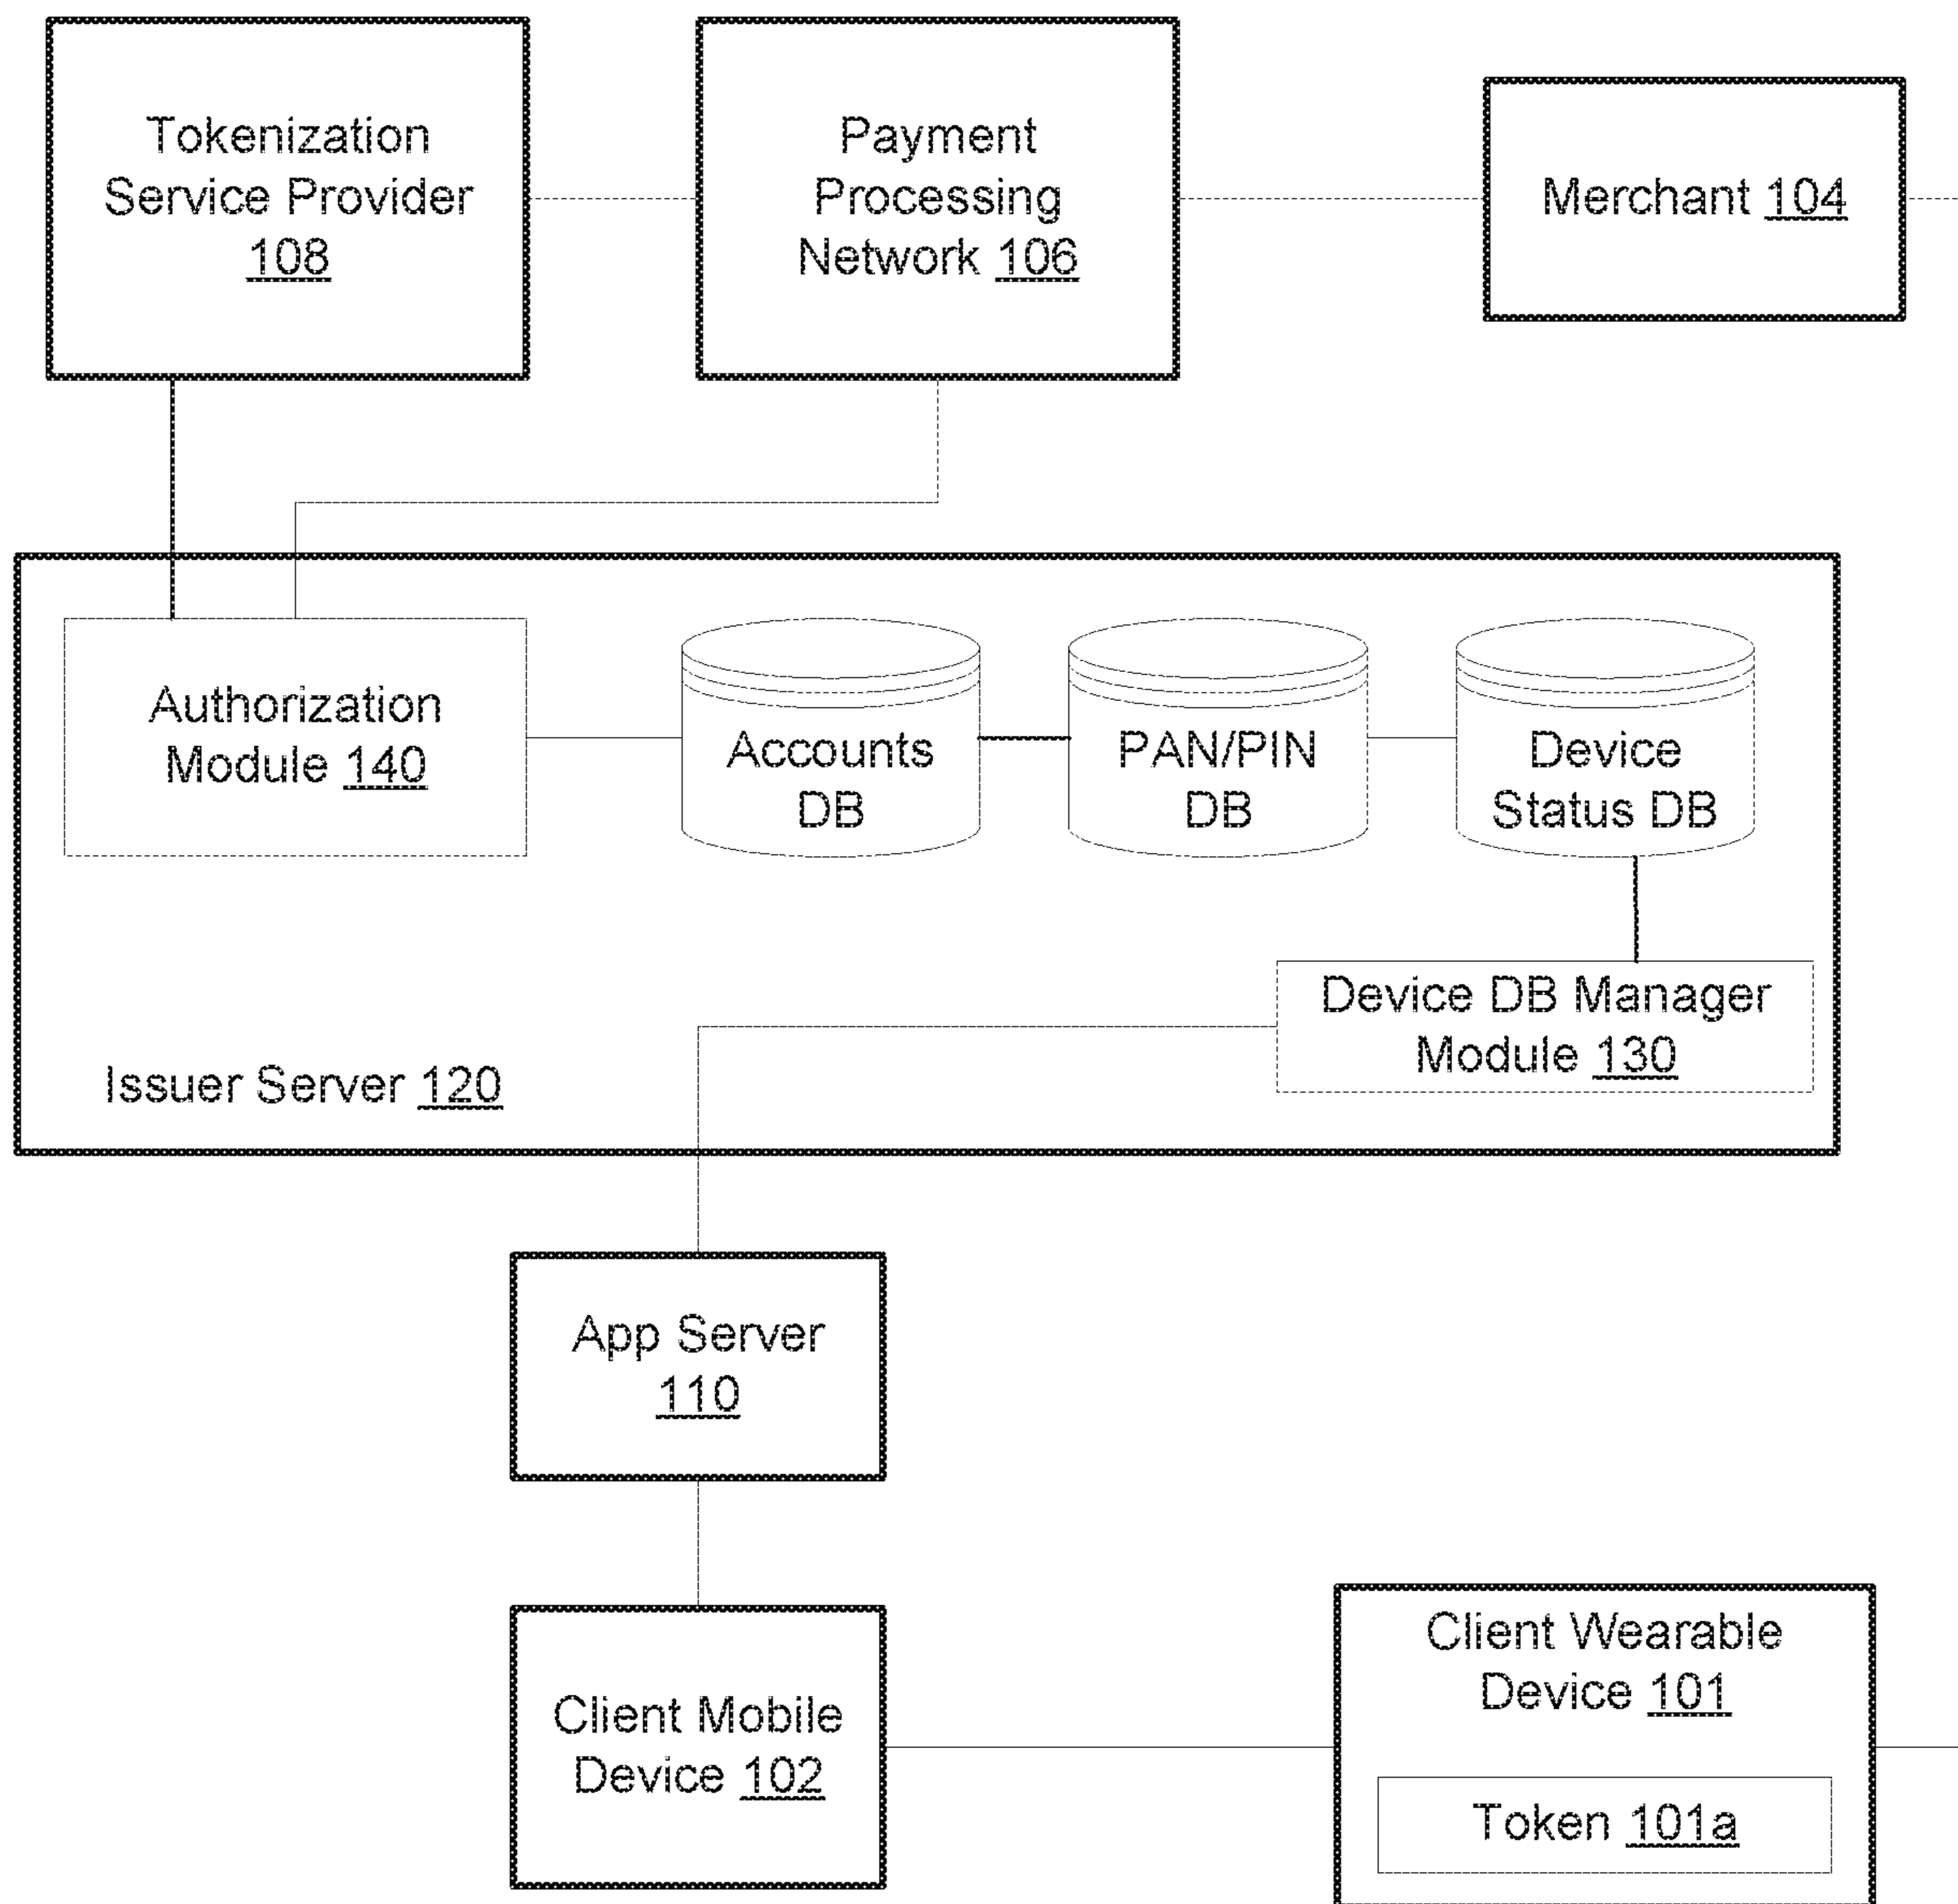 Tokenization
Service Provider
108
Payment
Processing
Network 106
Merchant 104
Authorization
Module 140
Accounts
DB
PAN/PIN
DB
Device
Status DB
Device DB Manager
Module 130
Issuer Server 120
App Server
110
Client Mobile
Device 102
Client Wearable
Device 101
Token 101a